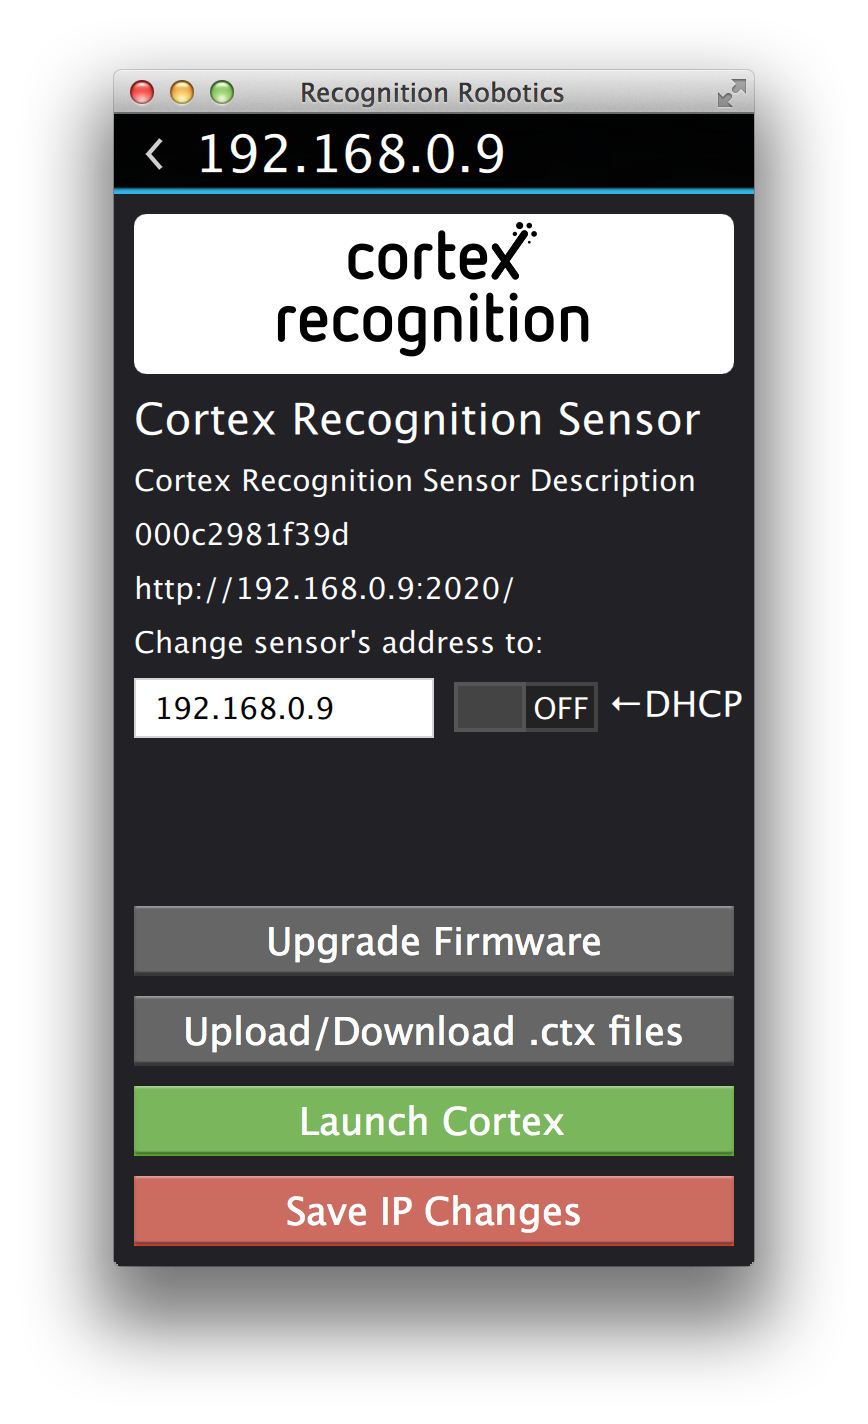 Recognition Robotics
192.168.0.9
cortex
recognition
Cortex Recognition Sensor
Cortex Recognition Sensor Description
000c2981f39d
http://192.168.0.9:2020/
Change sensor's address to:
192.168.0.9 OFF ←DHCP
Upgrade Firmware
Upload/Download .ctx files
Launch Cortex
Save IP Changes